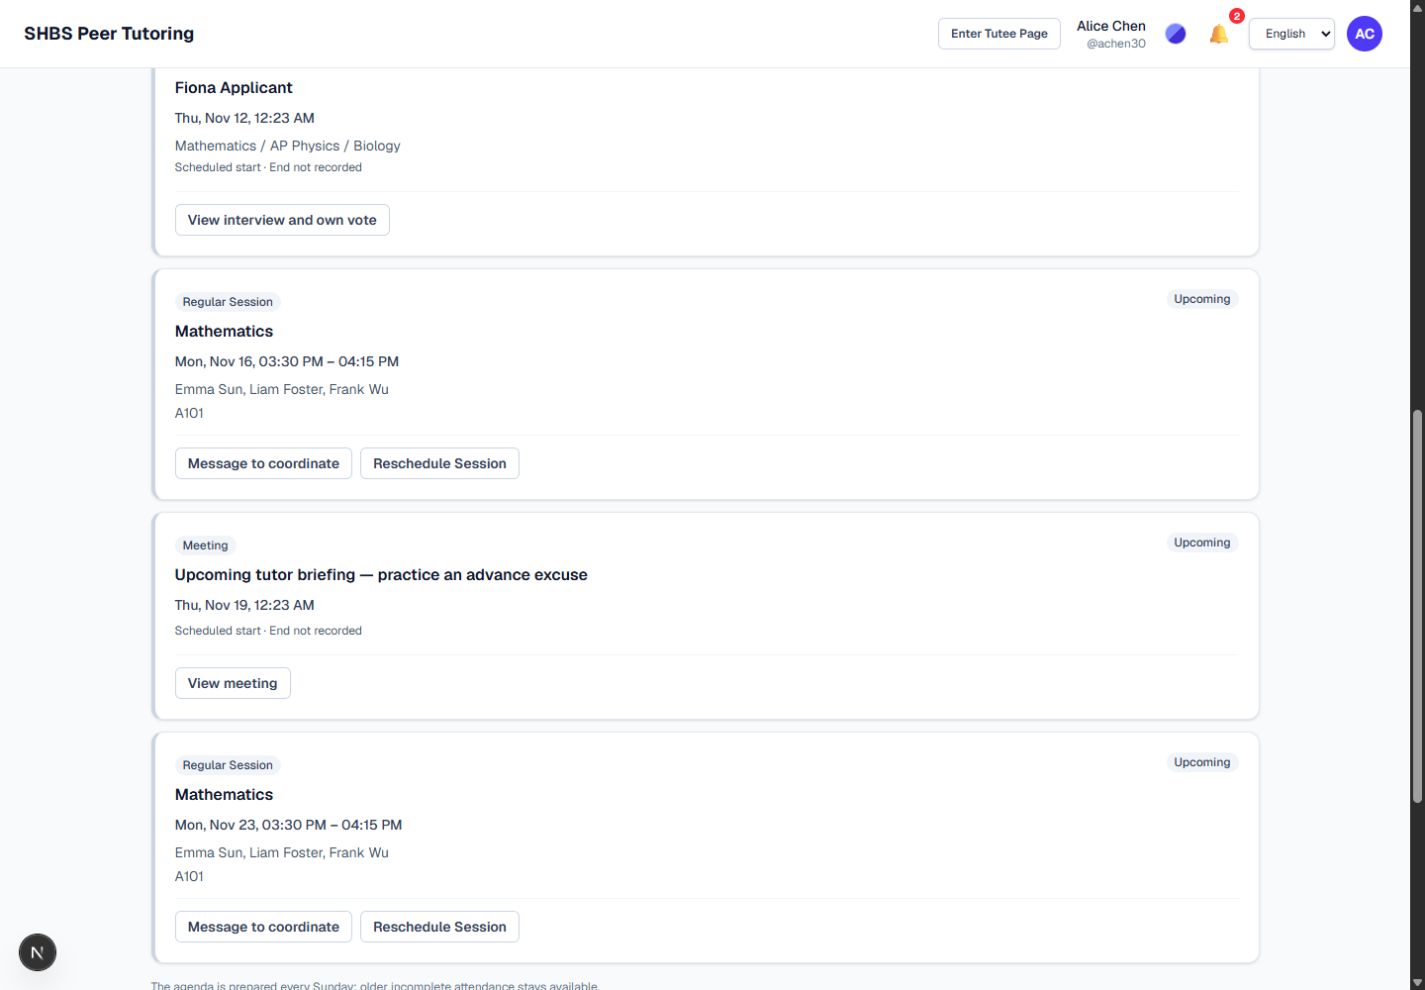 SHBS Peer Tutoring
Enter Tutee Page
Alice Chen
@achen30
2
English
AC
Fiona Applicant
Thu, Nov 12, 12:23 AM
Mathematics / AP Physics / Biology
Scheduled start · End not recorded
View interview and own vote
Regular Session
Upcoming
Mathematics
Mon, Nov 16, 03:30 PM – 04:15 PM
Emma Sun, Liam Foster, Frank Wu
A101
Message to coordinate
Reschedule Session
Meeting
Upcoming
Upcoming tutor briefing — practice an advance excuse
Thu, Nov 19, 12:23 AM
Scheduled start · End not recorded
View meeting
Regular Session
Upcoming
Mathematics
Mon, Nov 23, 03:30 PM – 04:15 PM
Emma Sun, Liam Foster, Frank Wu
A101
Message to coordinate
Reschedule Session
N
The agenda is prepared every Sunday; older incomplete attendance stays available.